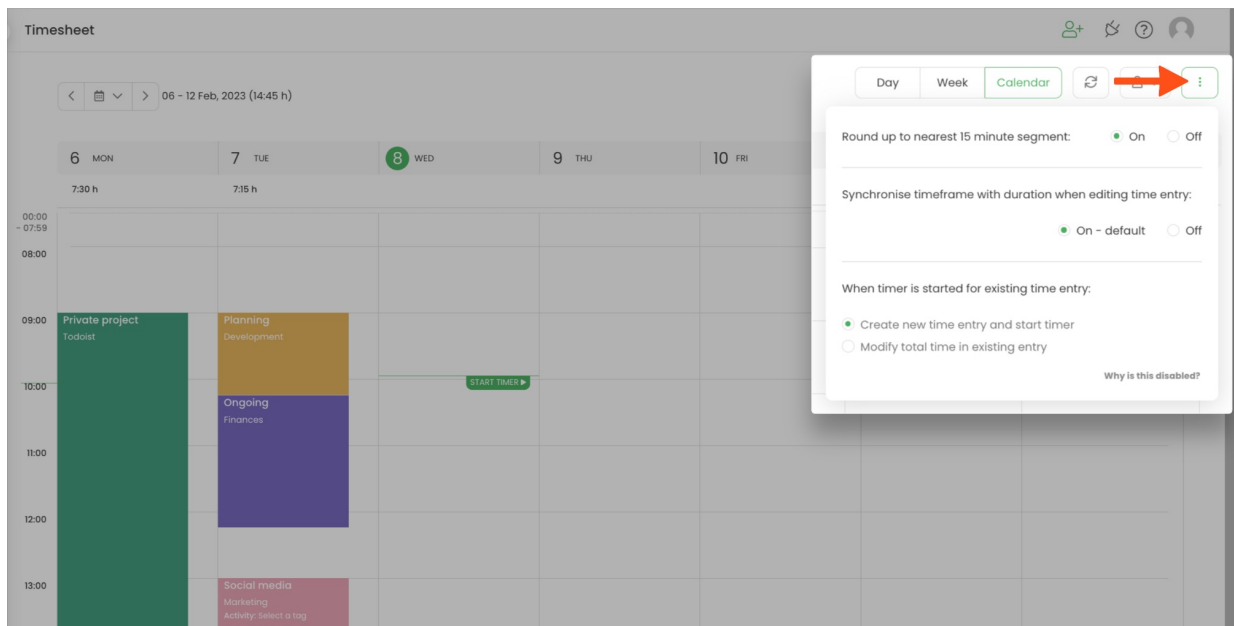 Timesheet
06 - 12 Feb, 2023 (14:45 h)
Day Week Calendar
6 MON 7 TUE 8 WED 9 THU 10 FRI
7:30 h 7:15 h
Round up to nearest 15 minute segment: On Off
Synchronise timeframe with duration when editing time entry:
On - default Off
When timer is started for existing time entry:
Create new time entry and start timer
Modify total time in existing entry
Why is this disabled?
00:00
- 07:59
08:00
09:00
Private project
Todoist
Planning
Development
10:00
START TIMER
Ongoing
Finances
11:00
12:00
13:00
Social media
Marketing
Activity: Select a tag